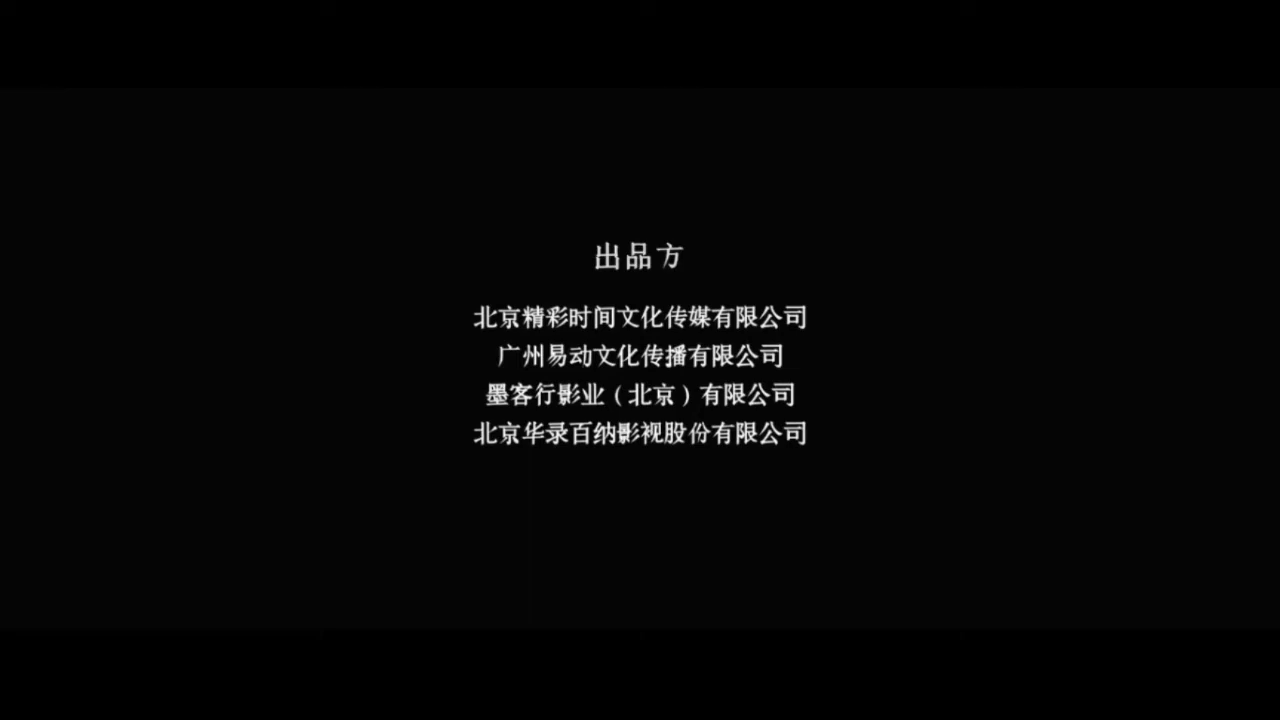 出品方
北京精彩时间文化传媒有限公司
广州易动文化传播有限公司
墨客行影业（北京）有限公司
北京华录百纳影视股份有限公司